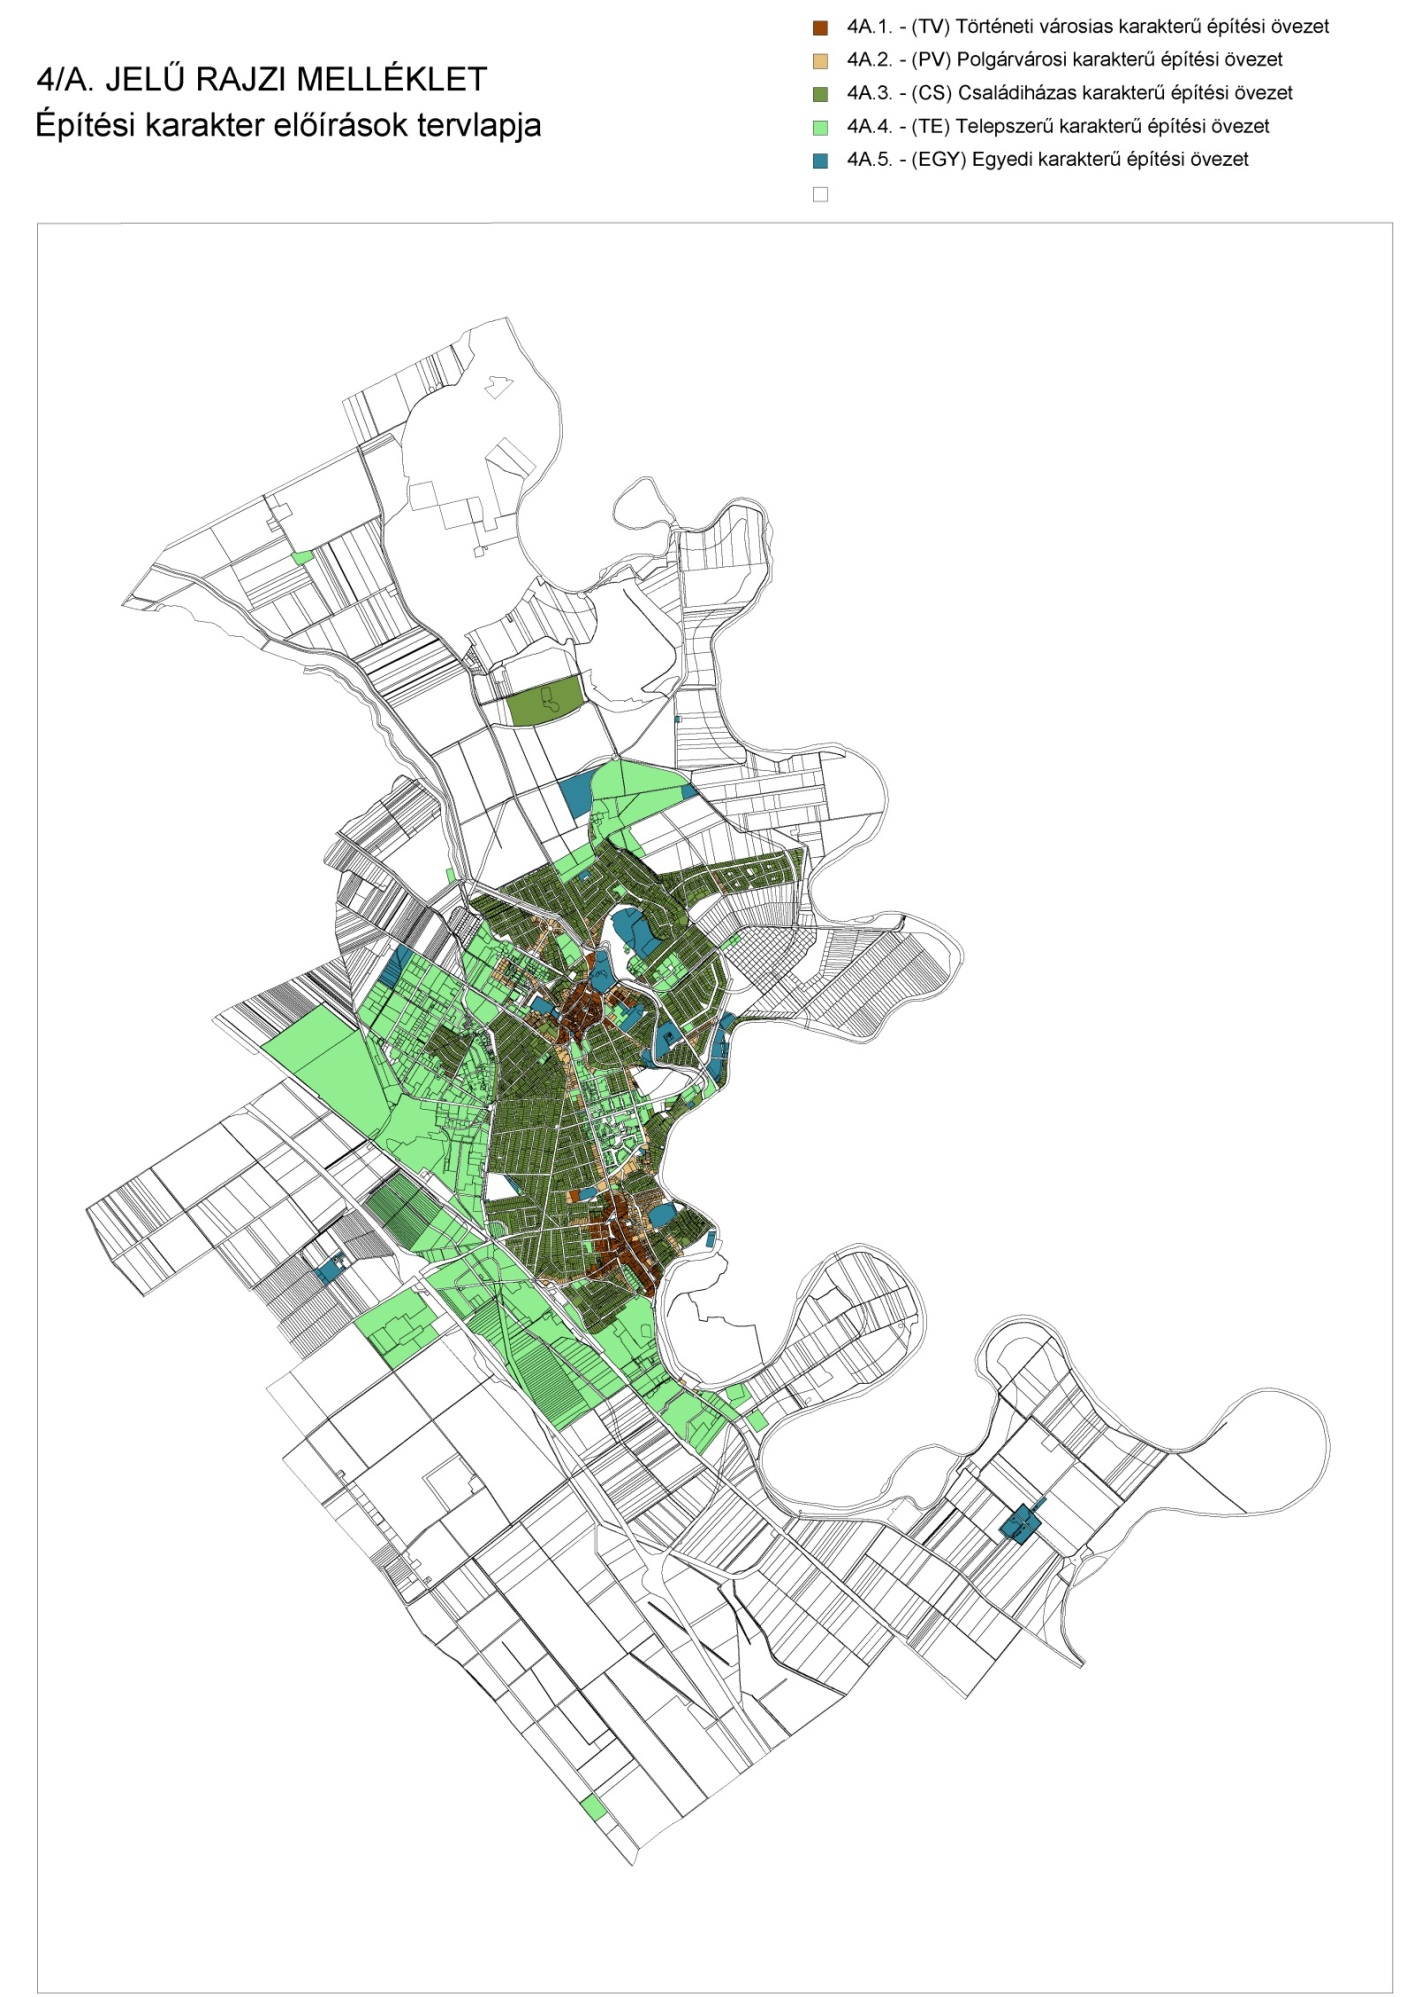 4/A. JELŰ RAJZI MELLÉKLET
Építési karakter előírások tervlapja
4A.1. - (TV) Történeti városias karakterű építési övezet
4A.2. - (PV) Polgárvárosi karakterű építési övezet
4A.3. - (CS) Családiházas karakterű építési övezet
4A.4. - (TE) Telepszerű karakterű építési övezet
4A.5. - (EGY) Egyedi karakterű építési övezet